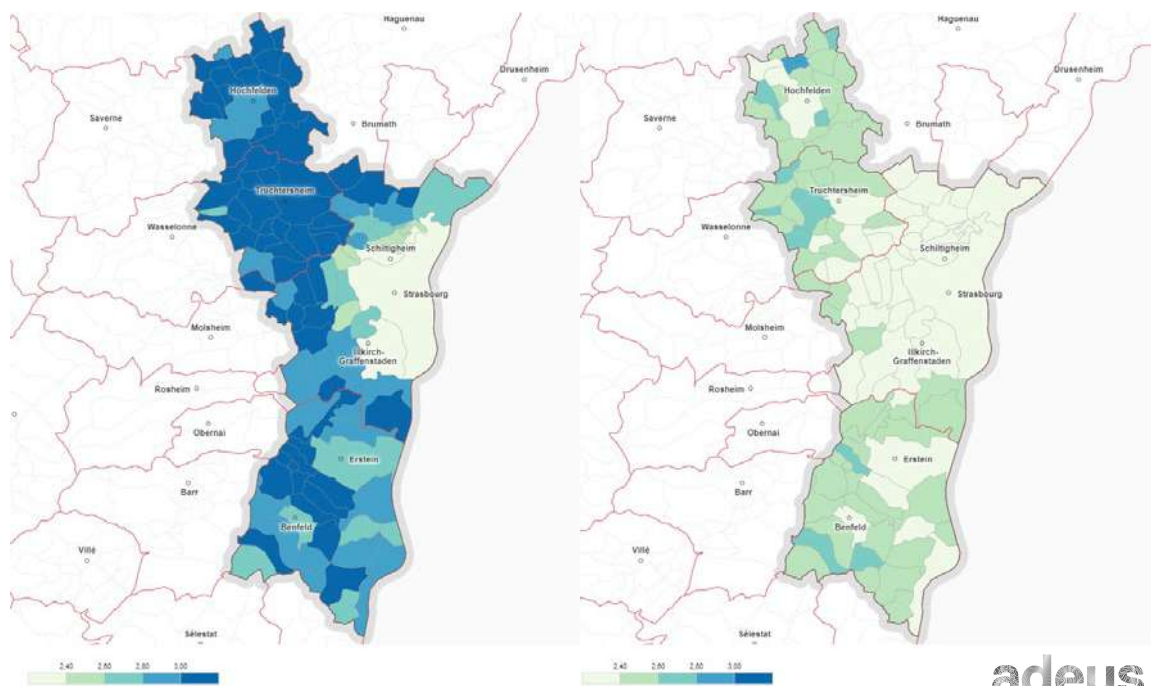 Haguenau
Drusenheim
Hochfelden
Saverne
Brumath
Truchtersheim
Wasselonne
Schiltigheim
Strasbourg
Molsheim
Illkirch-
Graffenstaden
Rosheim
Obernai
Erstein
Barr
Benfeld
Villé
Sélestat
2,40 2,60 2,80 3,00
Haguenau
Drusenheim
Hochfelden
Saverne
Brumath
Truchtersheim
Wasselonne
Schiltigheim
Strasbourg
Molsheim
Illkirch-
Graffenstaden
Rosheim
Obernai
Erstein
Barr
Benfeld
Villé
Sélestat
2,40 2,60 2,80 3,00
adeus